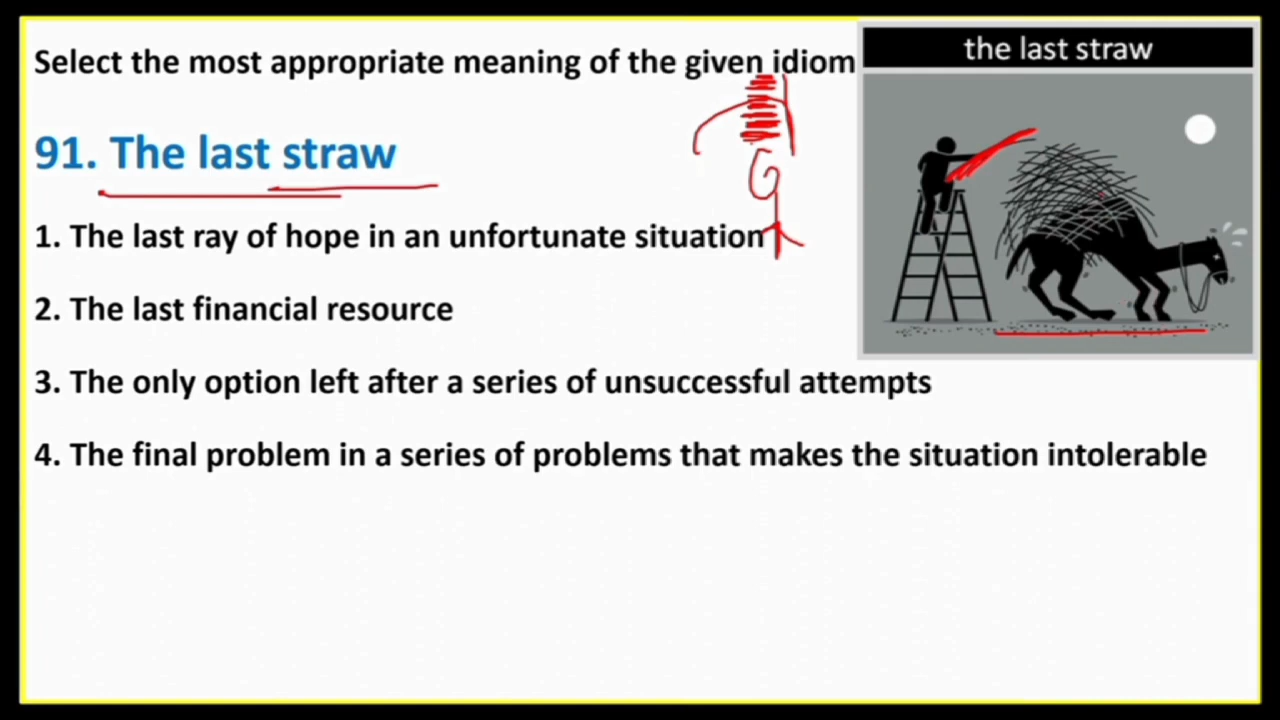 Select the most appropriate meaning of the given idiom
the last straw
91. The last straw
1. The last ray of hope in an unfortunate situation
2. The last financial resource
3. The only option left after a series of unsuccessful attempts
4. The final problem in a series of problems that makes the situation intolerable